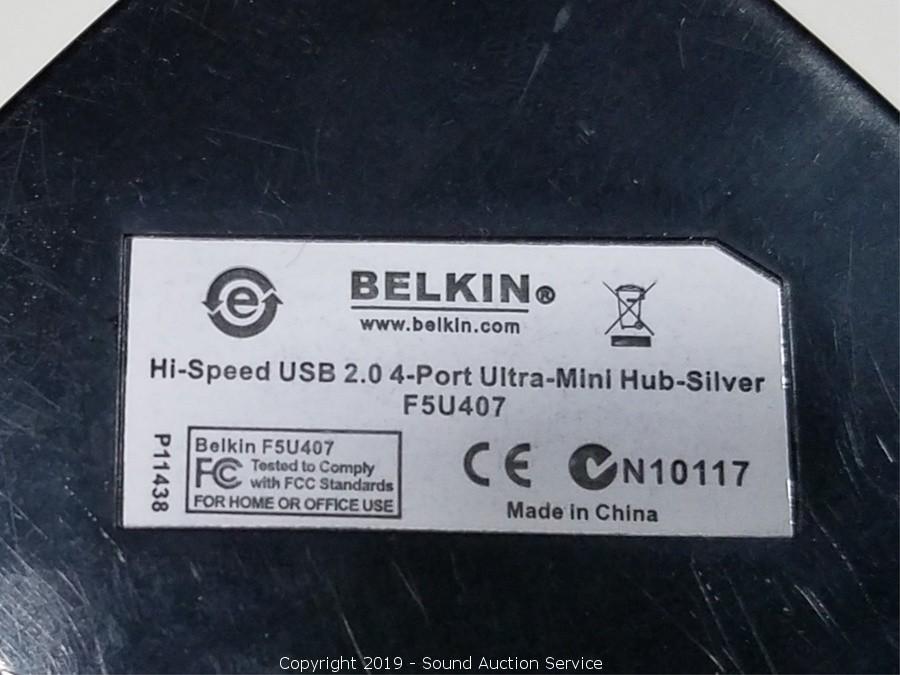 e
BELKIN®
www.belkin.com
Hi-Speed USB 2.0 4-Port Ultra-Mini Hub-Silver
F5U407
P11438
Belkin F5U407
FC Tested to Comply
with FCC Standards
FOR HOME OR OFFICE USE
CE N10117
Made in China
Copyright 2019 - Sound Auction Service